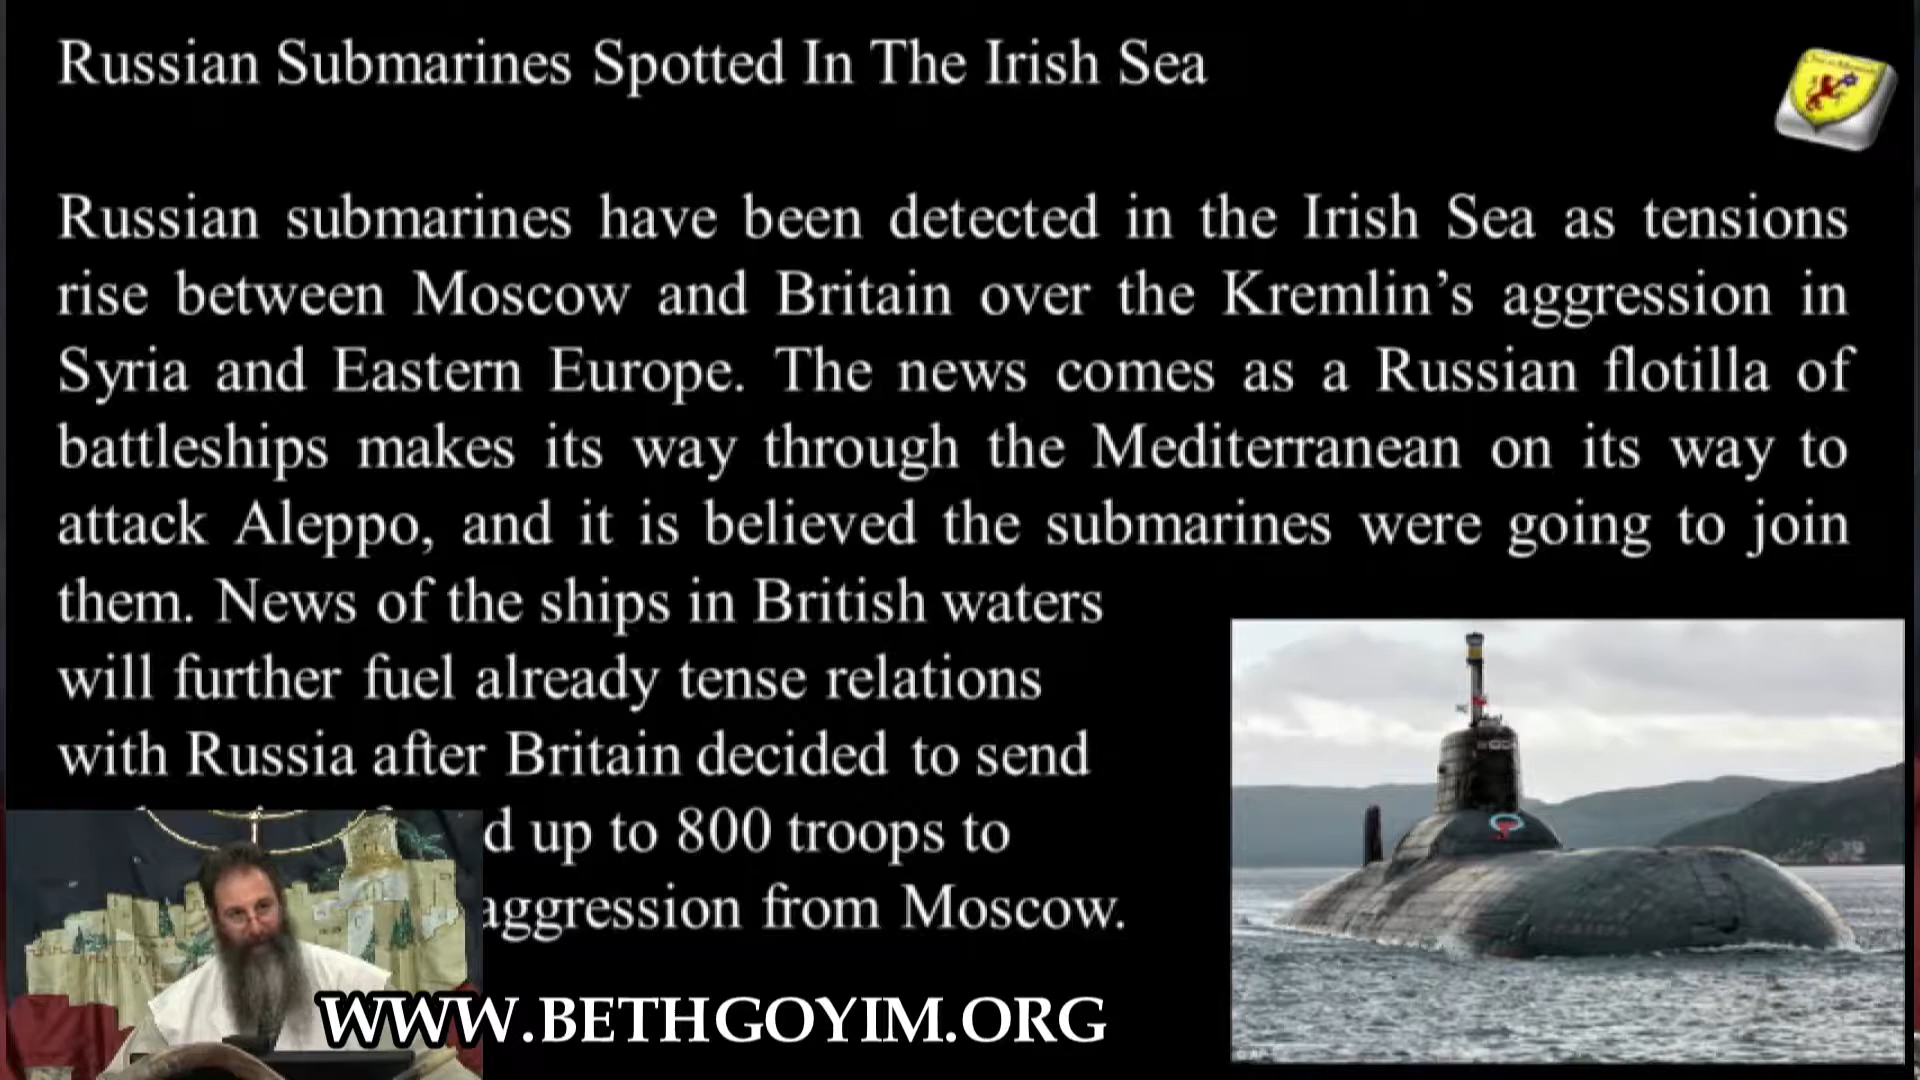 Russian Submarines Spotted In The Irish Sea
Russian submarines have been detected in the Irish Sea as tensions
rise between Moscow and Britain over the Kremlin’s aggression in
Syria and Eastern Europe. The news comes as a Russian flotilla of
battleships makes its way through the Mediterranean on its way to
attack Aleppo, and it is believed the submarines were going to join
them. News of the ships in British waters
will further fuel already tense relations
with Russia after Britain decided to send
d up to 800 troops to
aggression from Moscow.
WWW.BETHGOYIM.ORG